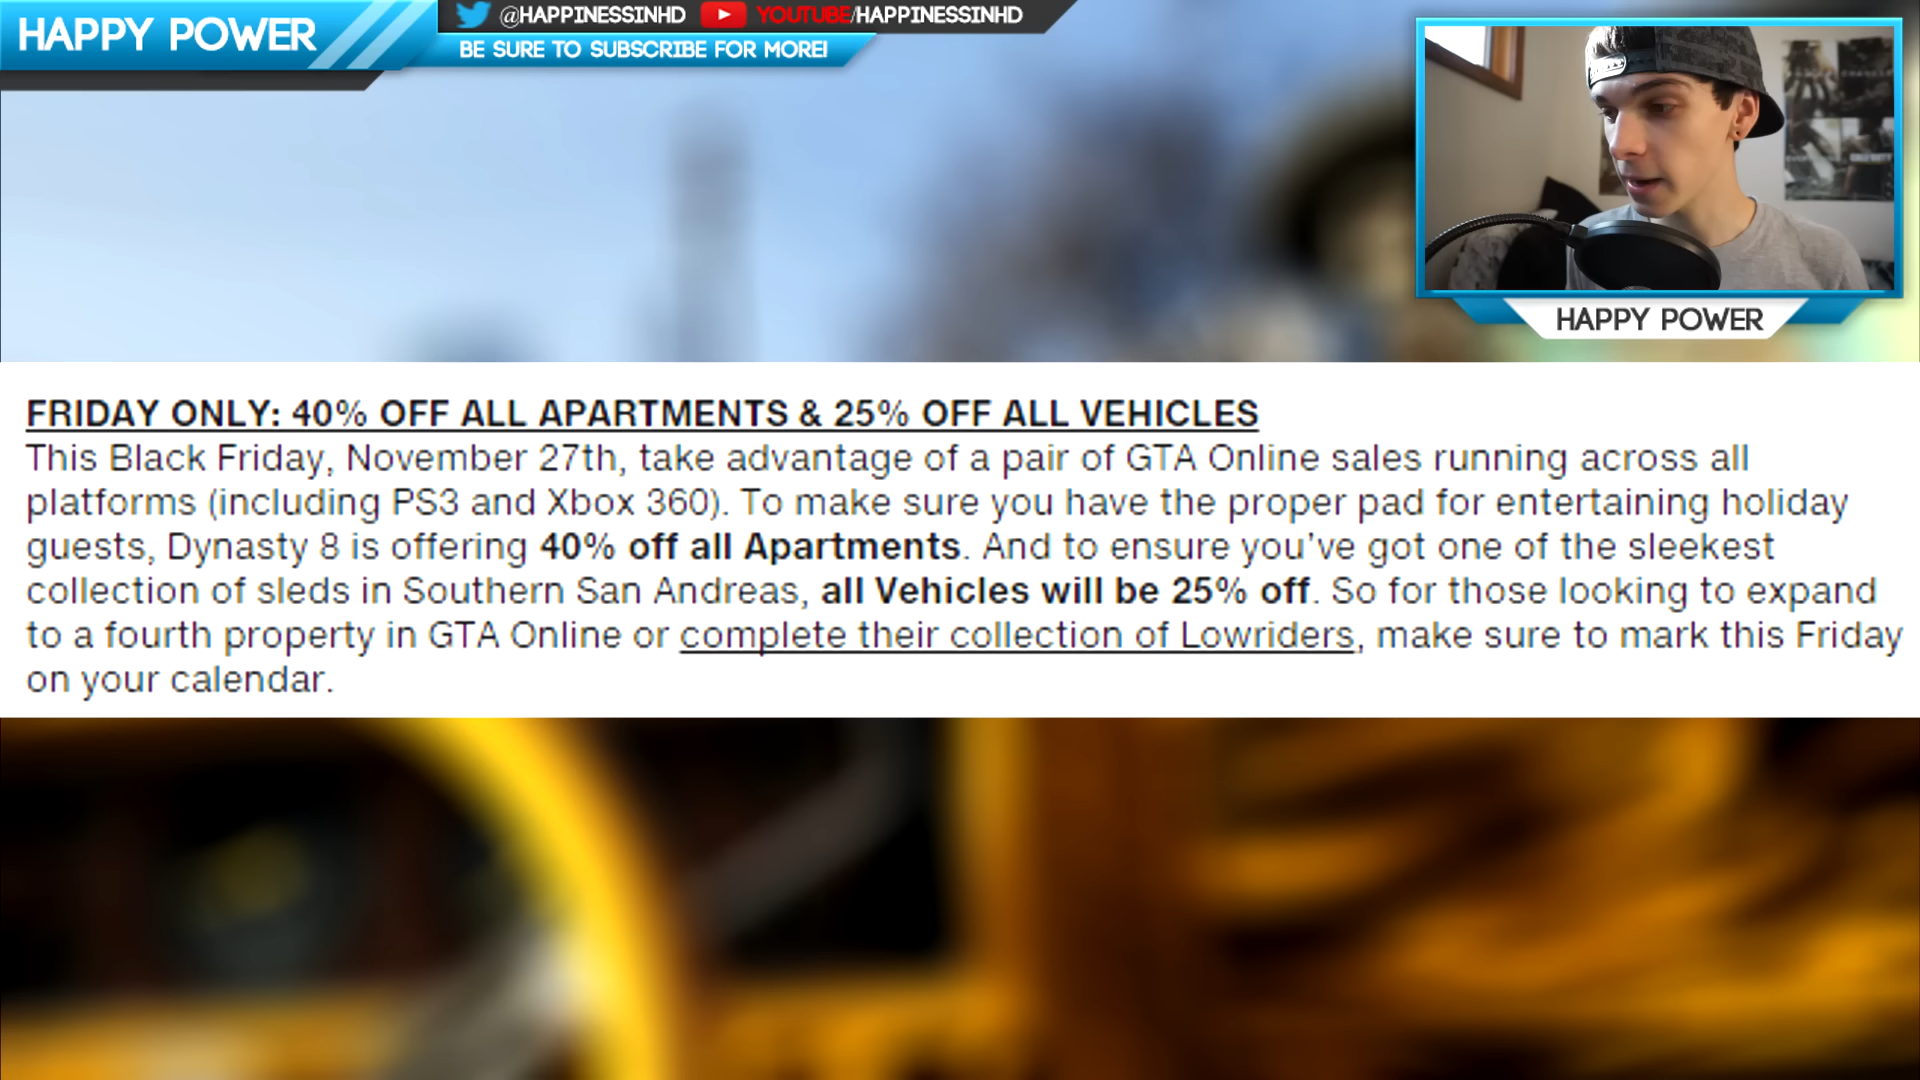 HAPPY POWER
@HAPPINESSINHD YOUTUBE/HAPPINESSINHD
BE SURE TO SUBSCRIBE FOR MORE!
HAPPY POWER
FRIDAY ONLY: 40% OFF ALL APARTMENTS & 25% OFF ALL VEHICLES
This Black Friday, November 27th, take advantage of a pair of GTA Online sales running across all
platforms (including PS3 and Xbox 360). To make sure you have the proper pad for entertaining holiday
guests, Dynasty 8 is offering 40% off all Apartments. And to ensure you've got one of the sleekest
collection of sleds in Southern San Andreas, all Vehicles will be 25% off. So for those looking to expand
to a fourth property in GTA Online or complete their collection of Lowriders, make sure to mark this Friday
on your calendar.